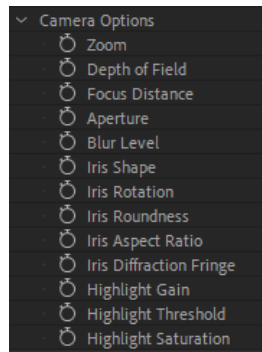 Camera Options
Zoom
Depth of Field
Focus Distance
Aperture
Blur Level
Iris Shape
Iris Rotation
Iris Roundness
Iris Aspect Ratio
Iris Diffraction Fringe
Highlight Gain
Highlight Threshold
Highlight Saturation